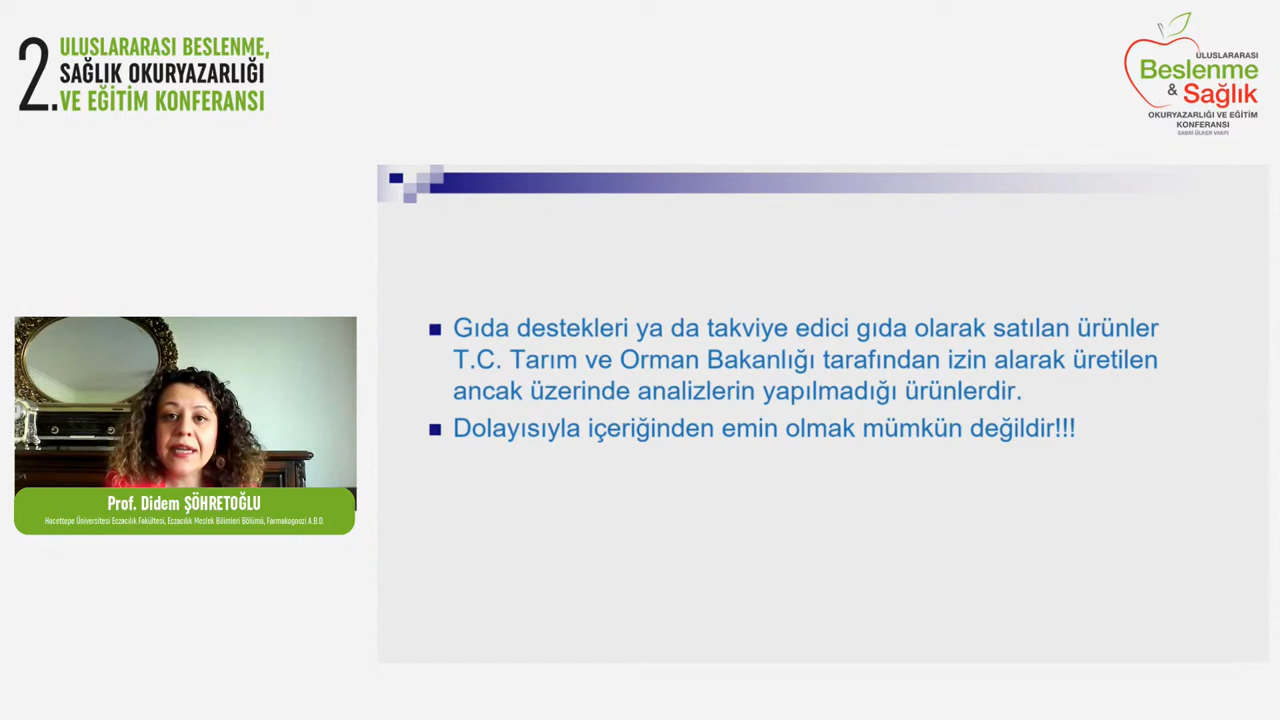 2.
ULUSLARARASI BESLENME,
SAĞLIK OKURYAZARLIĞI
VE EĞİTİM KONFERANSI
ULUSLARARASI
Beslenme
& Sağlık
OKURYAZARLIĞI VE EĞİTİM
KONFERANSI
SABRİ ÜLKER VAKFI
Gıda destekleri ya da takviye edici gıda olarak satılan ürünler
T.C. Tarım ve Orman Bakanlığı tarafından izin alarak üretilen
ancak üzerinde analizlerin yapılmadığı ürünlerdir.
Dolayısıyla içeriğinden emin olmak mümkün değildir!!!
Prof. Didem ŞÖHRETOĞLU
Hacettepe Üniversitesi Eczacılık Fakültesi, Eczacılık Meslek Bilimleri Bölümü, Farmakognozi A.B.D.